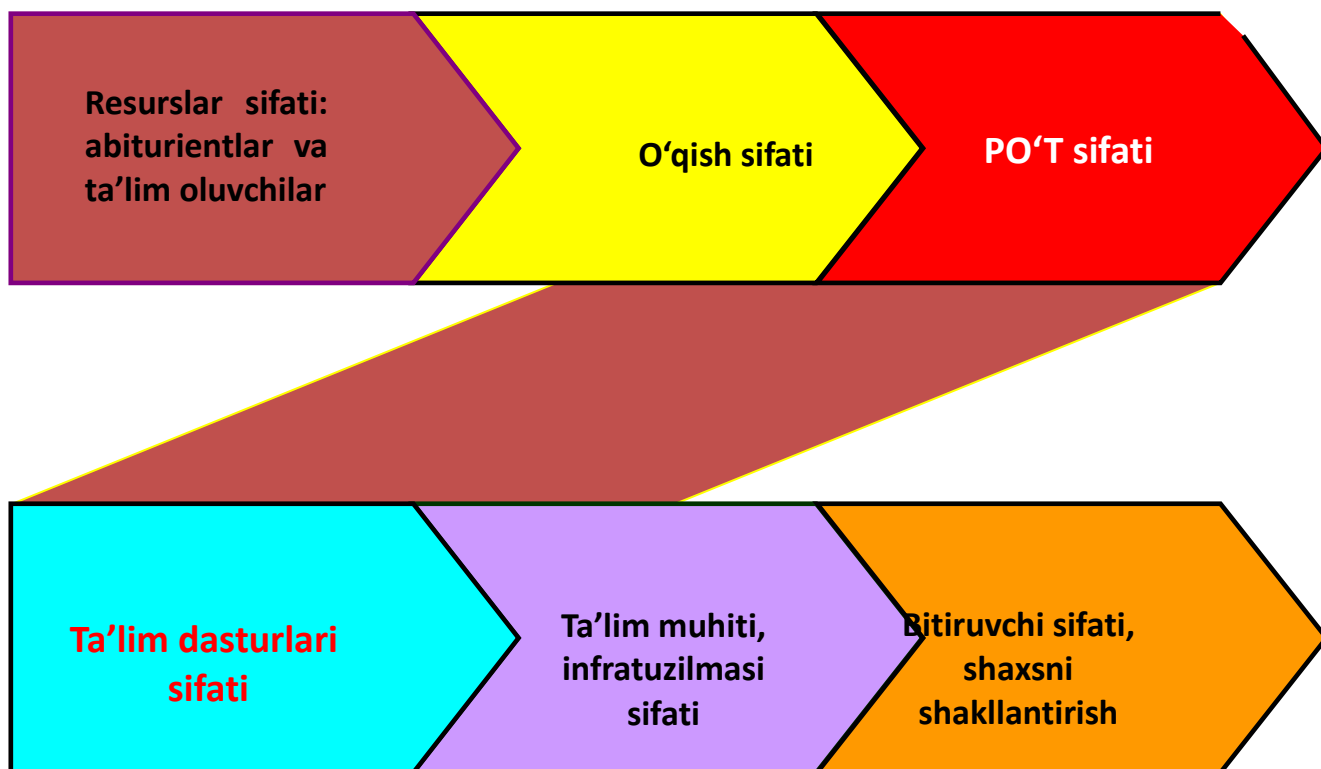 Resurslar sifati:
abiturientlar va
ta’lim oluvchilar
O‘qish sifati
PO‘T sifati
Ta’lim dasturlari
sifati
Ta’lim muhiti,
infratuzilmasi
sifati
Bitiruvchi sifati,
shaxsni
shakllantirish